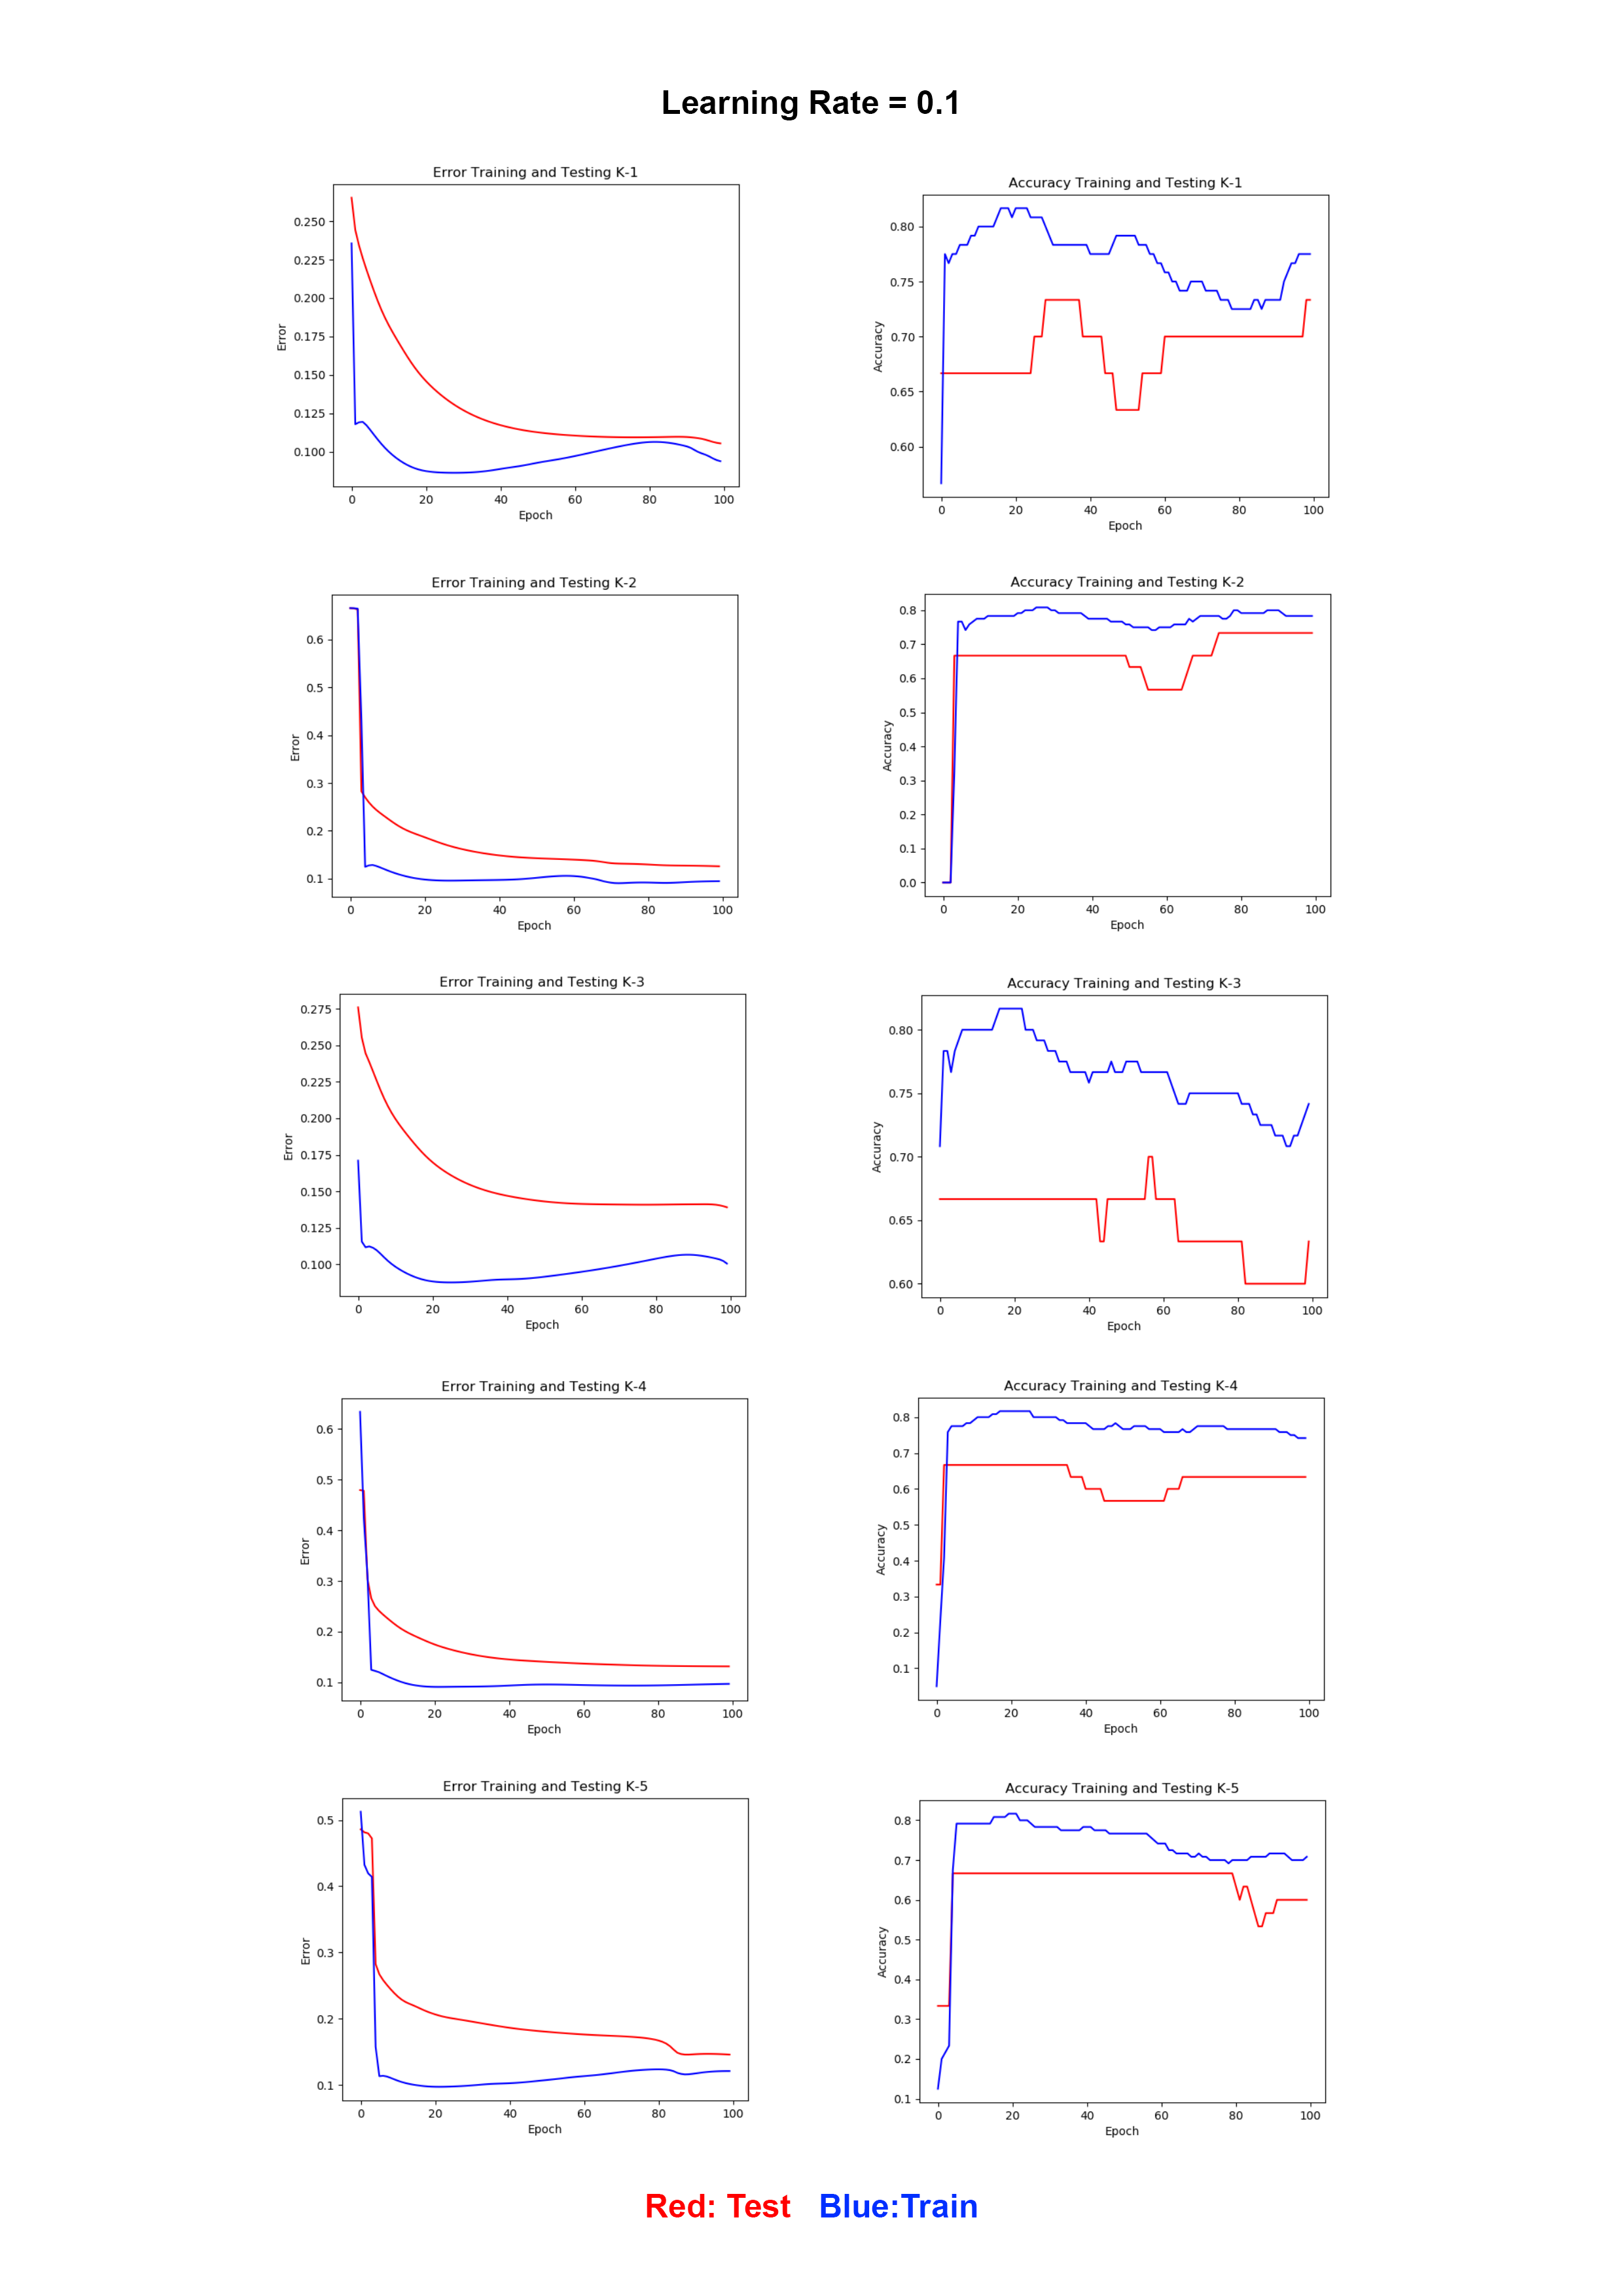 Learning Rate = 0.1
Error Training and Testing K-1
0.250
0.225
0.200
0.175
0.150
0.125
0.100
Error
0 20 40 60 80 100
Epoch
Accuracy Training and Testing K-1
0.80
0.75
0.70
0.65
0.60
Accuracy
0 20 40 60 80 100
Epoch
Error Training and Testing K-2
0.6
0.5
0.4
0.3
0.2
0.1
Error
0 20 40 60 80 100
Epoch
Accuracy Training and Testing K-2
0.8
0.7
0.6
0.5
0.4
0.3
0.2
0.1
0.0
Accuracy
0 20 40 60 80 100
Epoch
Error Training and Testing K-3
0.275
0.250
0.225
0.200
0.175
0.150
0.125
0.100
Error
0 20 40 60 80 100
Epoch
Accuracy Training and Testing K-3
0.80
0.75
0.70
0.65
0.60
Accuracy
0 20 40 60 80 100
Epoch
Error Training and Testing K-4
0.6
0.5
0.4
0.3
0.2
0.1
Error
0 20 40 60 80 100
Epoch
Accuracy Training and Testing K-4
0.8
0.7
0.6
0.5
0.4
0.3
0.2
0.1
Accuracy
0 20 40 60 80 100
Epoch
Error Training and Testing K-5
0.5
0.4
0.3
0.2
0.1
Error
0 20 40 60 80 100
Epoch
Accuracy Training and Testing K-5
0.8
0.7
0.6
0.5
0.4
0.3
0.2
0.1
Accuracy
0 20 40 60 80 100
Epoch
Red: Test Blue:Train